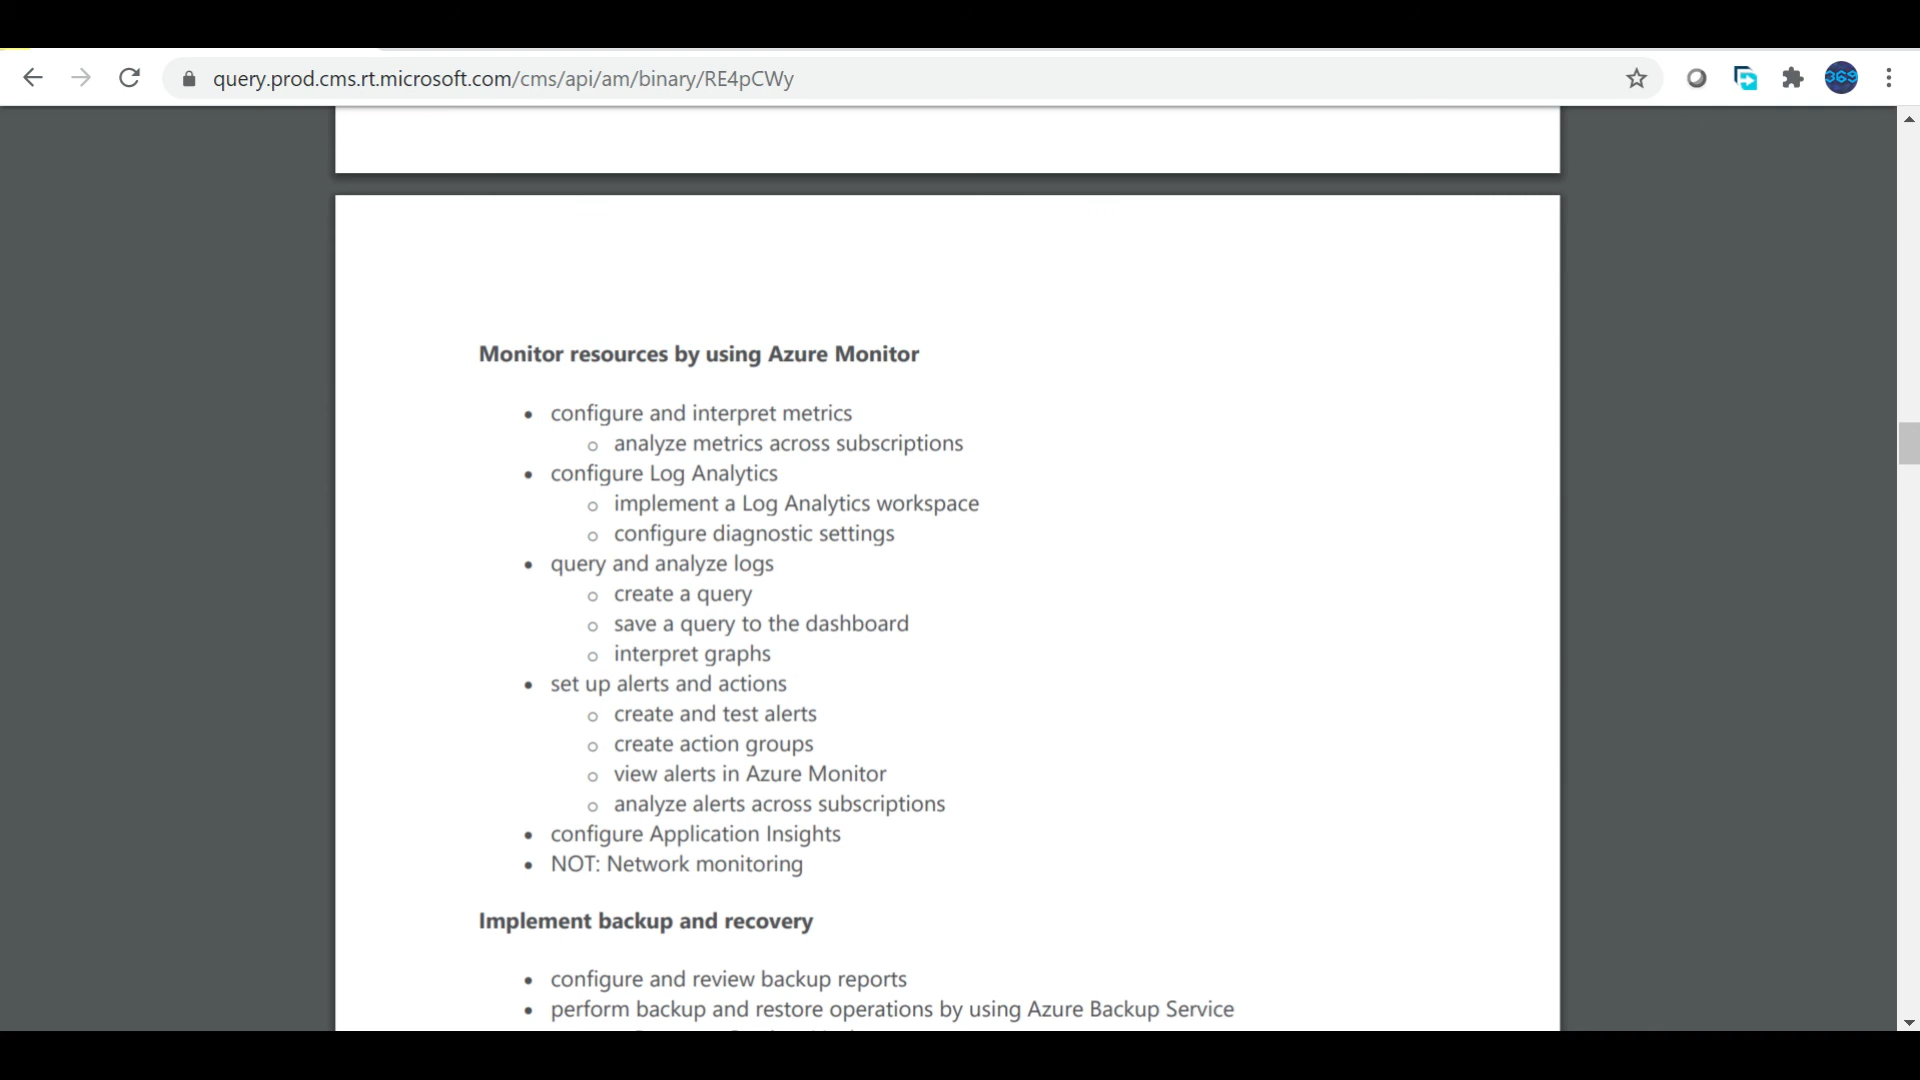 query.prod.cms.rt.microsoft.com/cms/api/am/binary/RE4pCWy
369
Monitor resources by using Azure Monitor
• configure and interpret metrics
o analyze metrics across subscriptions
• configure Log Analytics
o implement a Log Analytics workspace
o configure diagnostic settings
• query and analyze logs
o create a query
o save a query to the dashboard
o interpret graphs
• set up alerts and actions
o create and test alerts
o create action groups
o view alerts in Azure Monitor
o analyze alerts across subscriptions
• configure Application Insights
• NOT: Network monitoring
Implement backup and recovery
• configure and review backup reports
• perform backup and restore operations by using Azure Backup Service